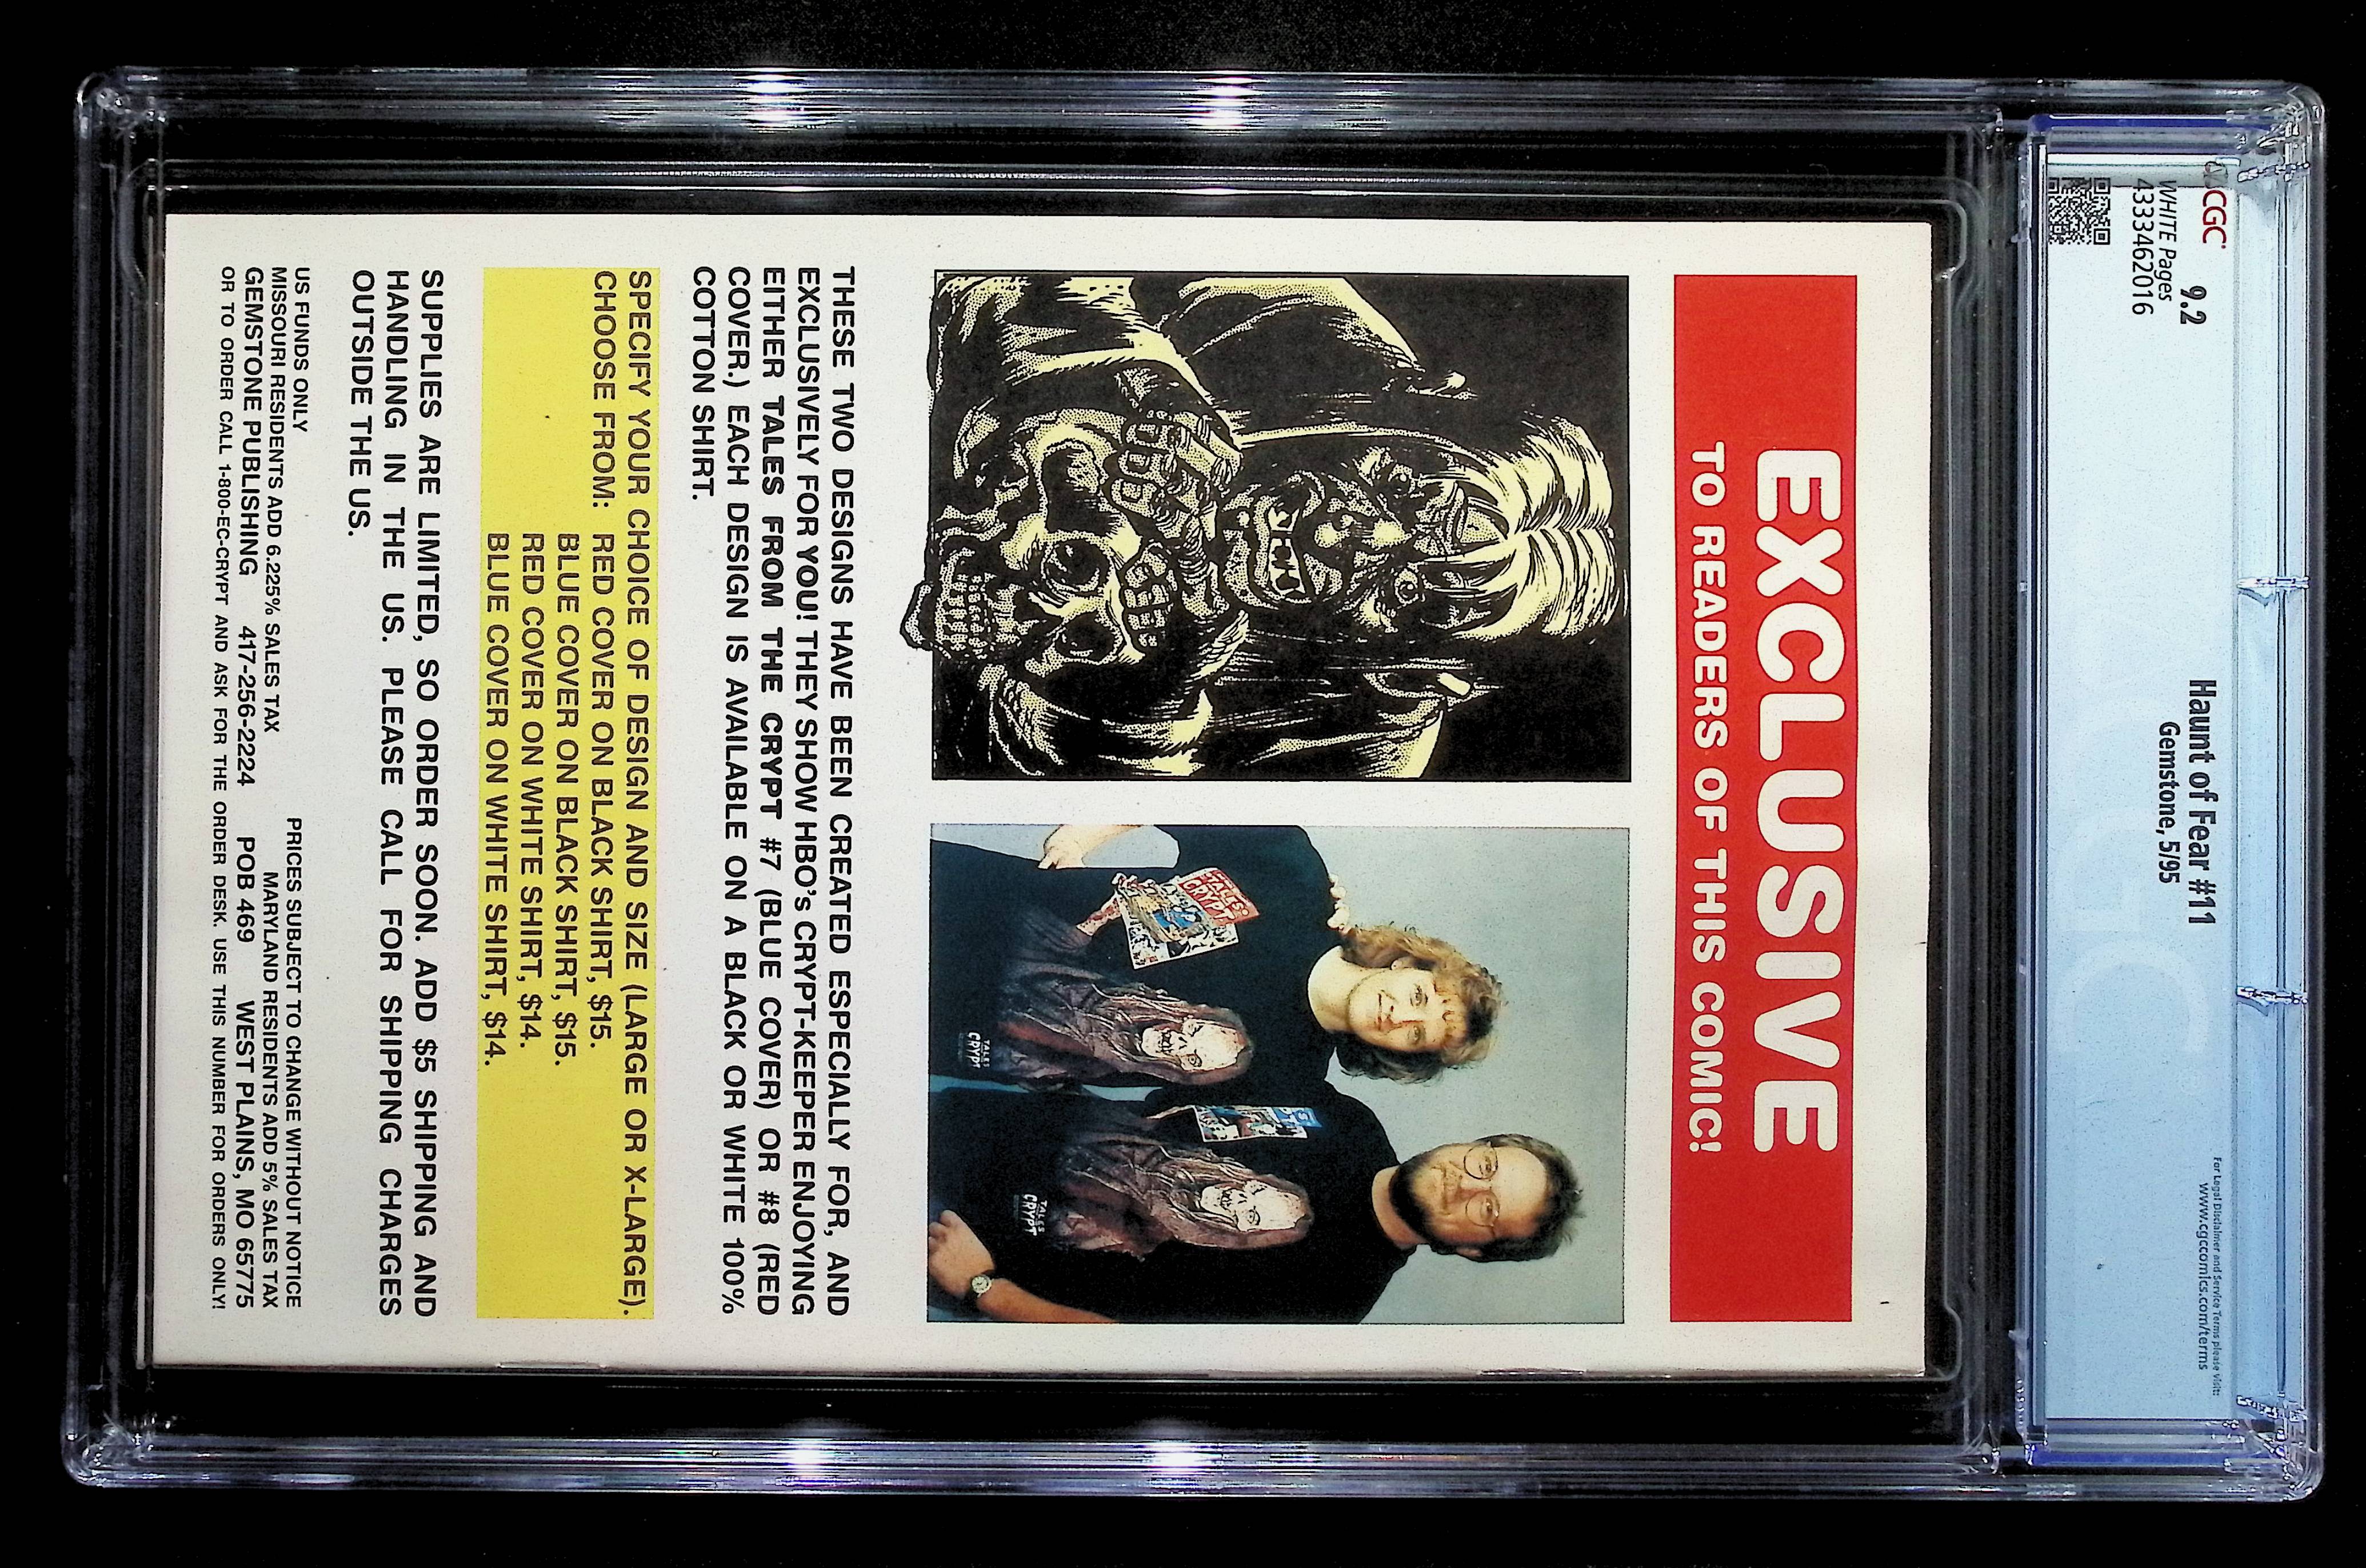 CGC
9.2
WHITE Pages
4333462016
Haunt of Fear #11
Gemstone, 5/95
For Legal Disclaimer and Service Terms please visit:
www.cgccomics.com/terms
EXCLUSIVE
TO READERS OF THIS COMIC!
TALES
CRYPT
TALES
CRYPT
TALES
CRYPT
THESE TWO DESIGNS HAVE BEEN CREATED ESPECIALLY FOR, AND
EXCLUSIVELY FOR YOU! THEY SHOW HBO's CRYPT-KEEPER ENJOYING
EITHER TALES FROM THE CRYPT #7 (BLUE COVER) OR #8 (RED
COVER.) EACH DESIGN IS AVAILABLE ON A BLACK OR WHITE 100%
COTTON SHIRT.
SPECIFY YOUR CHOICE OF DESIGN AND SIZE (LARGE OR X-LARGE).
CHOOSE FROM: RED COVER ON BLACK SHIRT, $15.
BLUE COVER ON BLACK SHIRT, $15.
RED COVER ON WHITE SHIRT, $14.
BLUE COVER ON WHITE SHIRT, $14.
SUPPLIES ARE LIMITED, SO ORDER SOON. ADD $5 SHIPPING AND
HANDLING IN THE US. PLEASE CALL FOR SHIPPING CHARGES
OUTSIDE THE US.
US FUNDS ONLY PRICES SUBJECT TO CHANGE WITHOUT NOTICE
MISSOURI RESIDENTS ADD 6.225% SALES TAX MARYLAND RESIDENTS ADD 5% SALES TAX
GEMSTONE PUBLISHING 417-256-2224 POB 469 WEST PLAINS, MO 65775
OR TO ORDER CALL 1-800-EC-CRYPT AND ASK FOR THE ORDER DESK. USE THIS NUMBER FOR ORDERS ONLY!